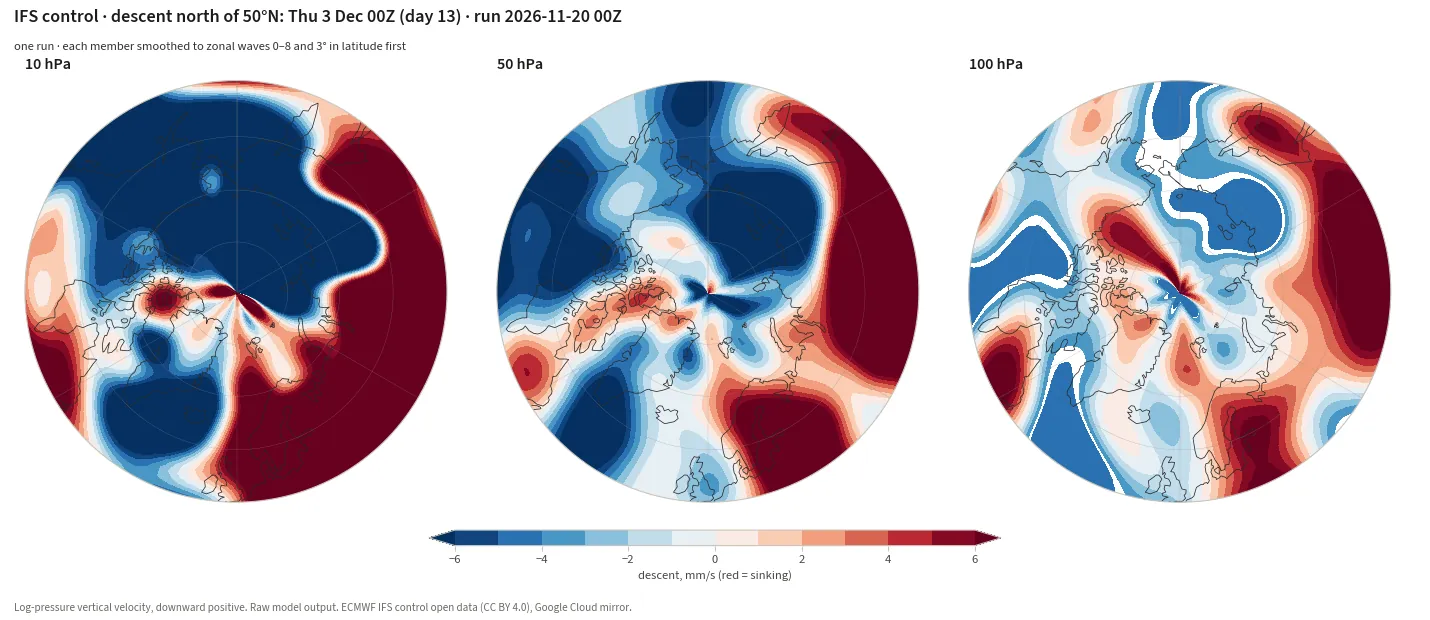 IFS control · descent north of 50°N: Thu 3 Dec 00Z (day 13) · run 2026-11-20 00Z
one run · each member smoothed to zonal waves 0–8 and 3° in latitude first
10 hPa
50 hPa
100 hPa
−6 −4 −2 0 2 4 6
descent, mm/s (red = sinking)
Log-pressure vertical velocity, downward positive. Raw model output. ECMWF IFS control open data (CC BY 4.0), Google Cloud mirror.